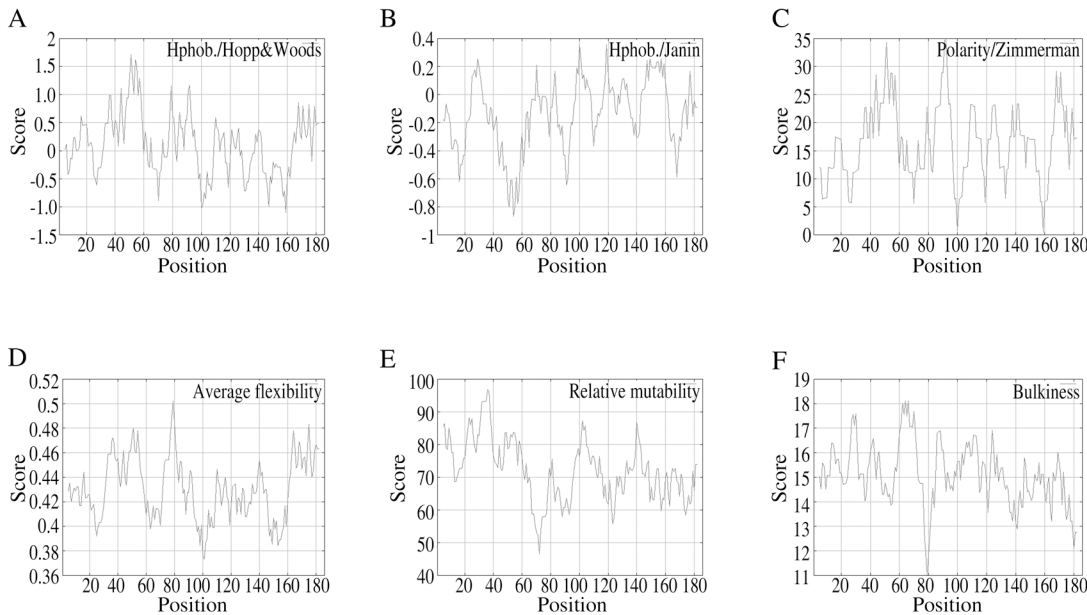 A
Hphob./Hopp&Woods
Score
2
1.5
1.0
0.5
0
-0.5
-1.0
-1.5
20 40 60 80 100 120 140 160 180
Position
B
Hphob./Janin
Score
0.4
0.2
0
-0.2
-0.4
-0.6
-0.8
-1
20 40 60 80 100 120 140 160 180
Position
C
Polarity/Zimmerman
Score
35
30
25
20
15
10
5
0
20 40 60 80 100 120 140 160 180
Position
D
Average flexibility
Score
0.52
0.5
0.48
0.46
0.44
0.42
0.4
0.38
0.36
20 40 60 80 100 120 140 160 180
Position
E
Relative mutability
Score
100
90
80
70
60
50
40
20 40 60 80 100 120 140 160 180
Position
F
Bulkiness
Score
19
18
17
16
15
14
13
12
11
20 40 60 80 100 120 140 160 180
Position